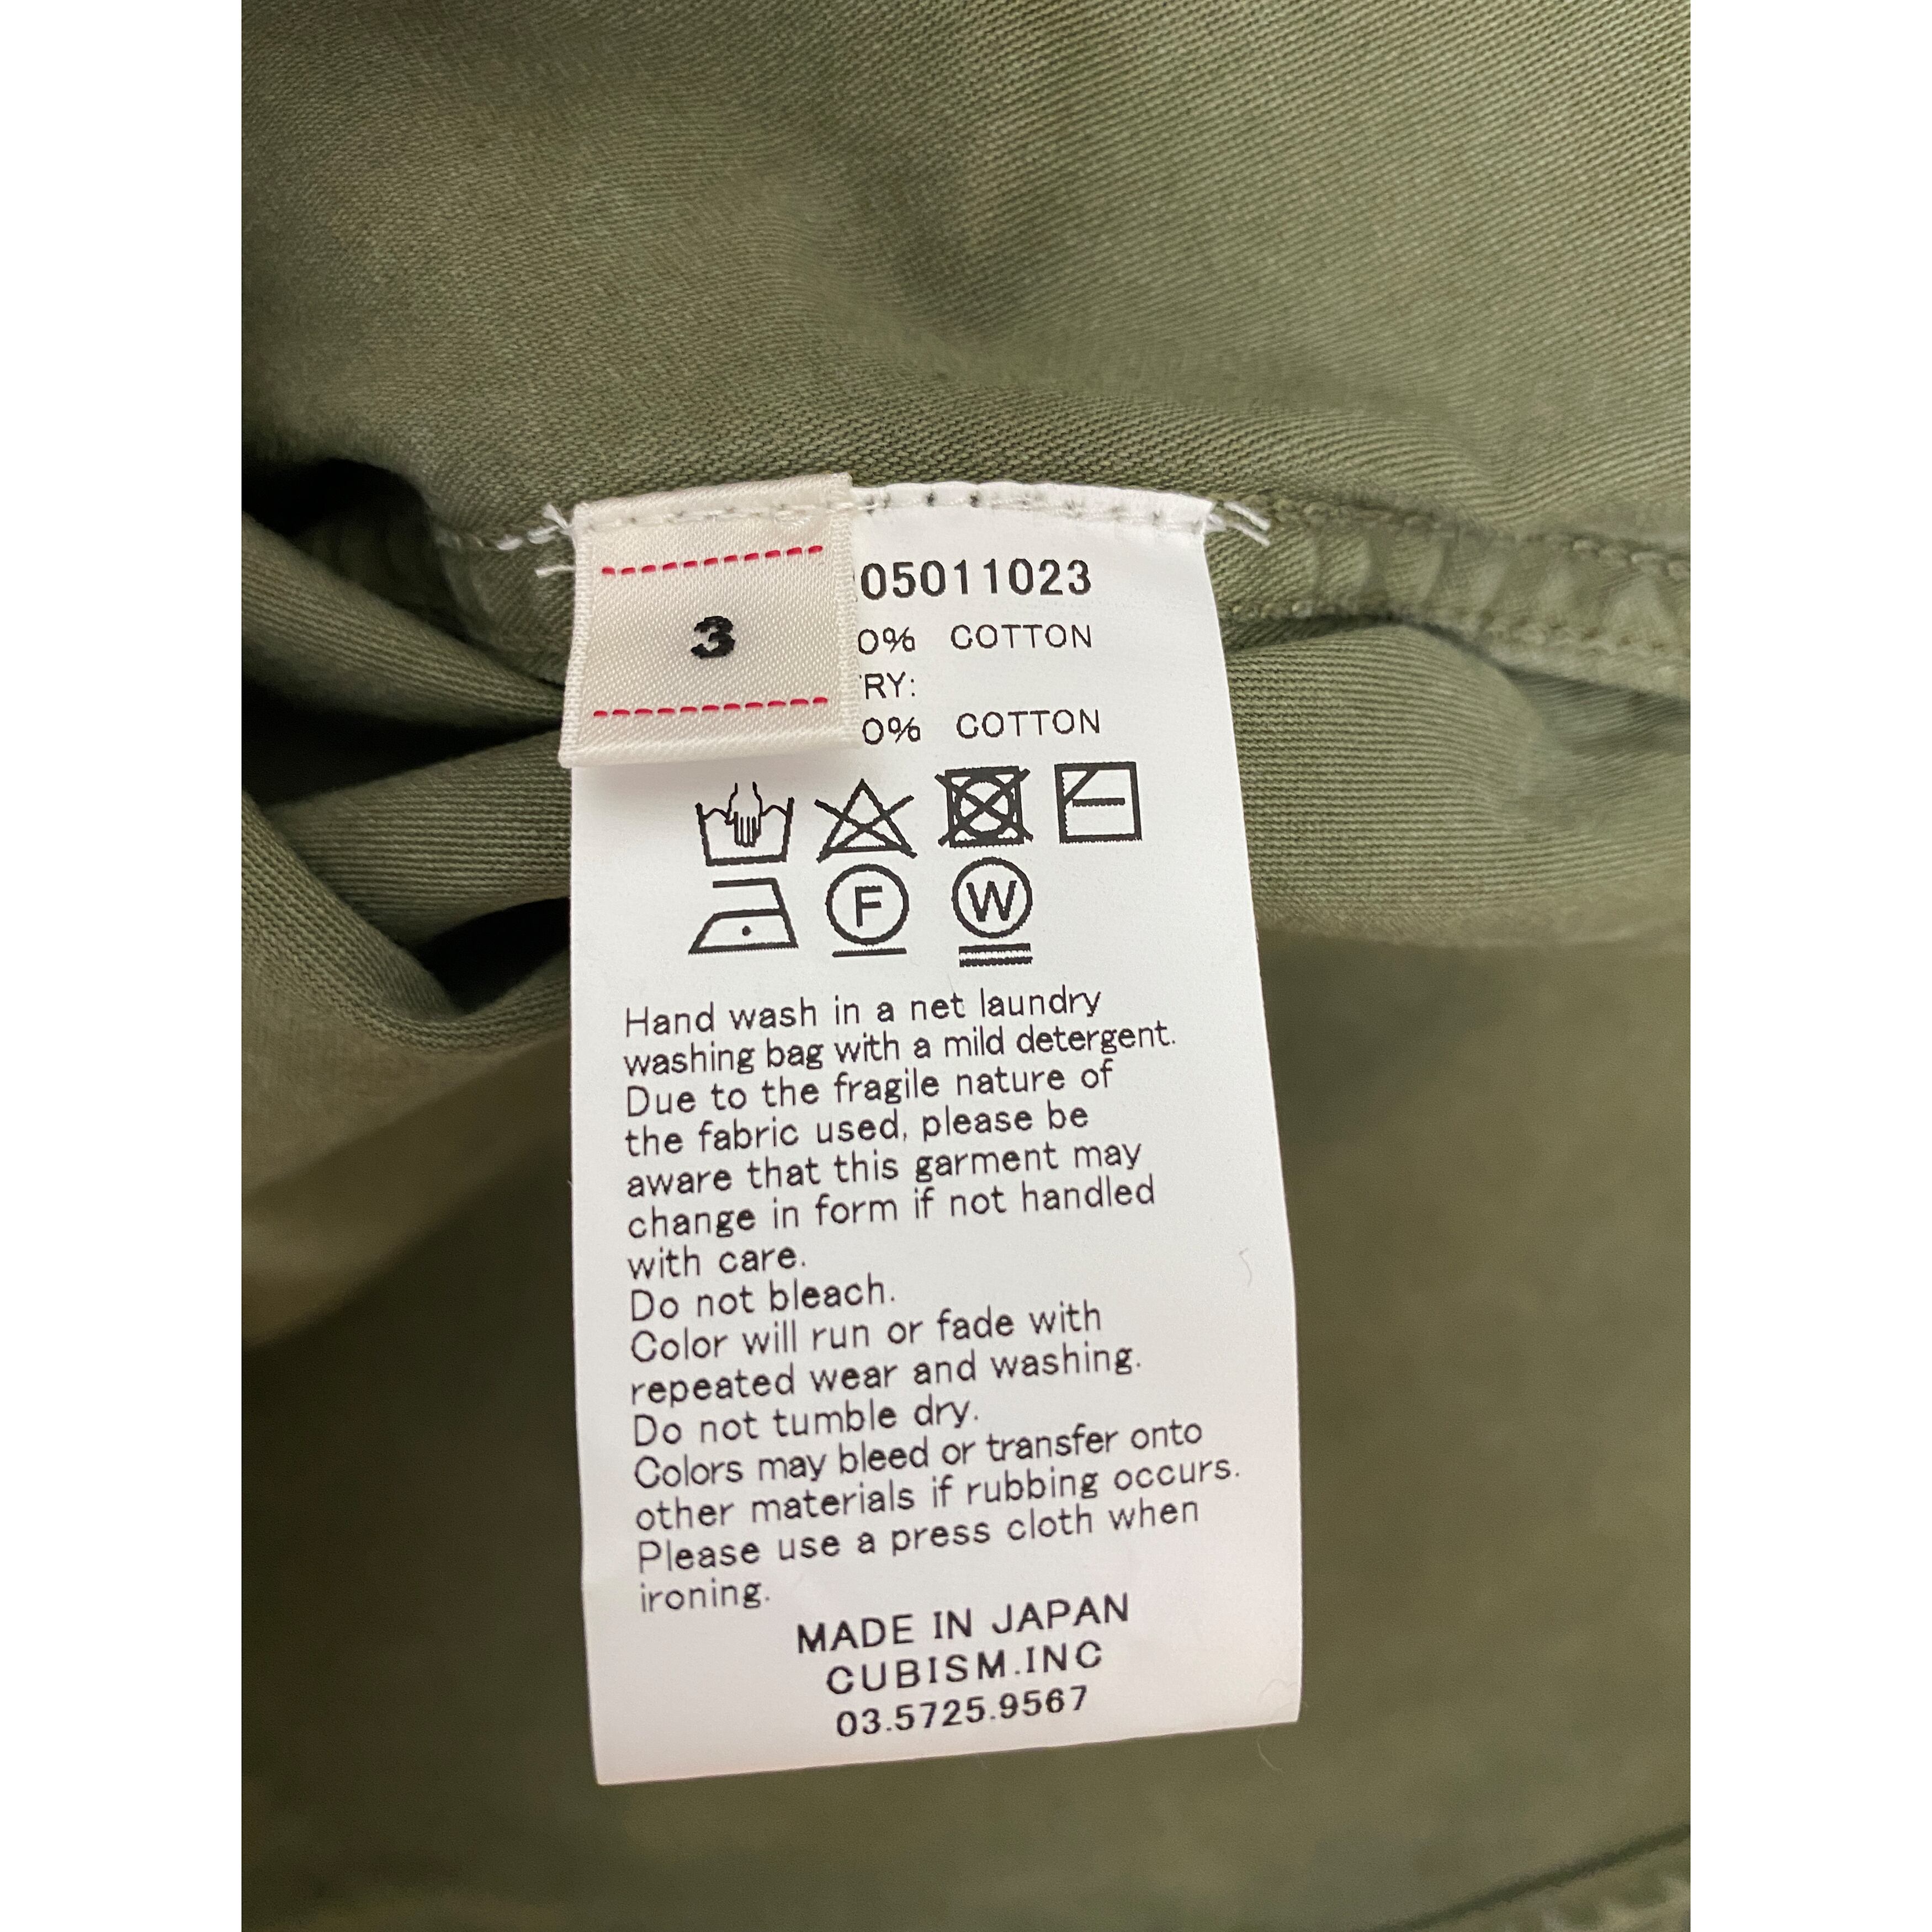 3
05011023
0% COTTON
RY:
0% COTTON
F
W
Hand wash in a net laundry
washing bag with a mild detergent.
Due to the fragile nature of
the fabric used, please be
aware that this garment may
change in form if not handled
with care.
Do not bleach.
Color will run or fade with
repeated wear and washing.
Do not tumble dry.
Colors may bleed or transfer onto
other materials if rubbing occurs.
Please use a press cloth when
ironing.
MADE IN JAPAN
CUBISM.INC
03.5725.9567